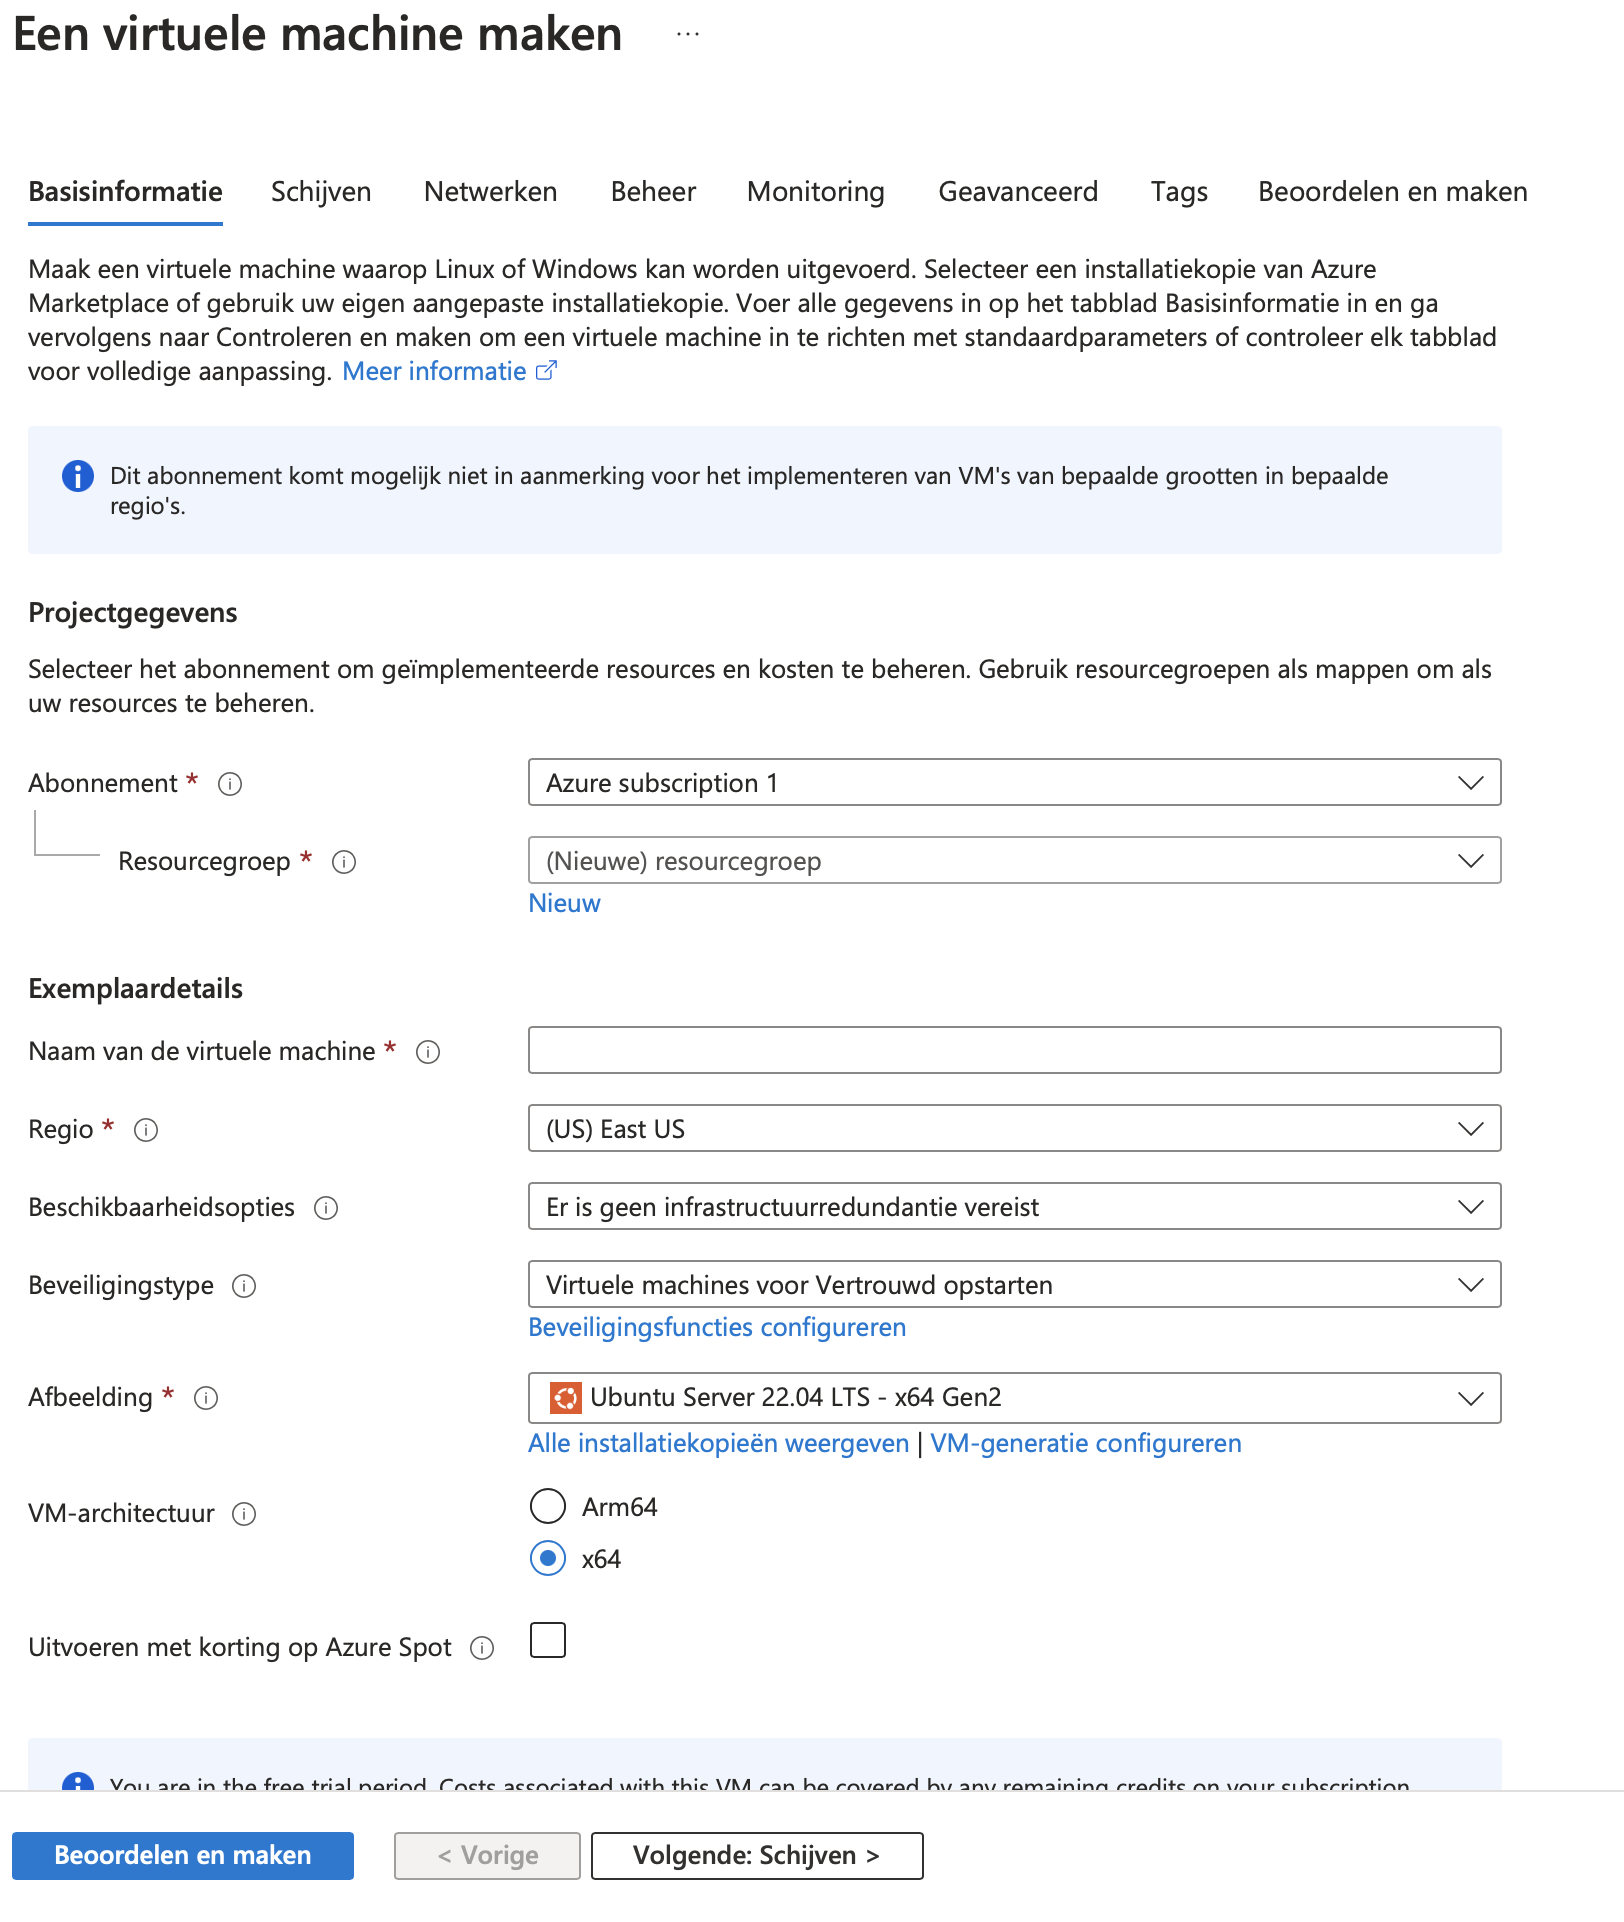 Een virtuele machine maken ...
Basisinformatie Schijven Netwerken Beheer Monitoring Geavanceerd Tags Beoordelen en maken
Maak een virtuele machine waarop Linux of Windows kan worden uitgevoerd. Selecteer een installatiekopie van Azure
Marketplace of gebruik uw eigen aangepaste installatiekopie. Voer alle gegevens in op het tabblad Basisinformatie in en ga
vervolgens naar Controleren en maken om een virtuele machine in te richten met standaardparameters of controleer elk tabblad
voor volledige aanpassing. Meer informatie
Dit abonnement komt mogelijk niet in aanmerking voor het implementeren van VM's van bepaalde grootten in bepaalde
regio's.
Projectgegevens
Selecteer het abonnement om geïmplementeerde resources en kosten te beheren. Gebruik resourcegroepen als mappen om als
uw resources te beheren.
Abonnement * Azure subscription 1
Resourcegroep * (Nieuwe) resourcegroep
Nieuw
Exemplaardetails
Naam van de virtuele machine *
Regio * (US) East US
Beschikbaarheidsopties Er is geen infrastructuurredundantie vereist
Beveiligingstype Virtuele machines voor Vertrouwd opstarten
Beveiligingsfuncties configureren
Afbeelding * Ubuntu Server 22.04 LTS - x64 Gen2
Alle installatiekopieën weergeven | VM-generatie configureren
VM-architectuur Arm64
x64
Uitvoeren met korting op Azure Spot
You are in the free trial period. Costs associated with this VM can be covered by any remaining credits on your subscription.
Beoordelen en maken < Vorige Volgende: Schijven >